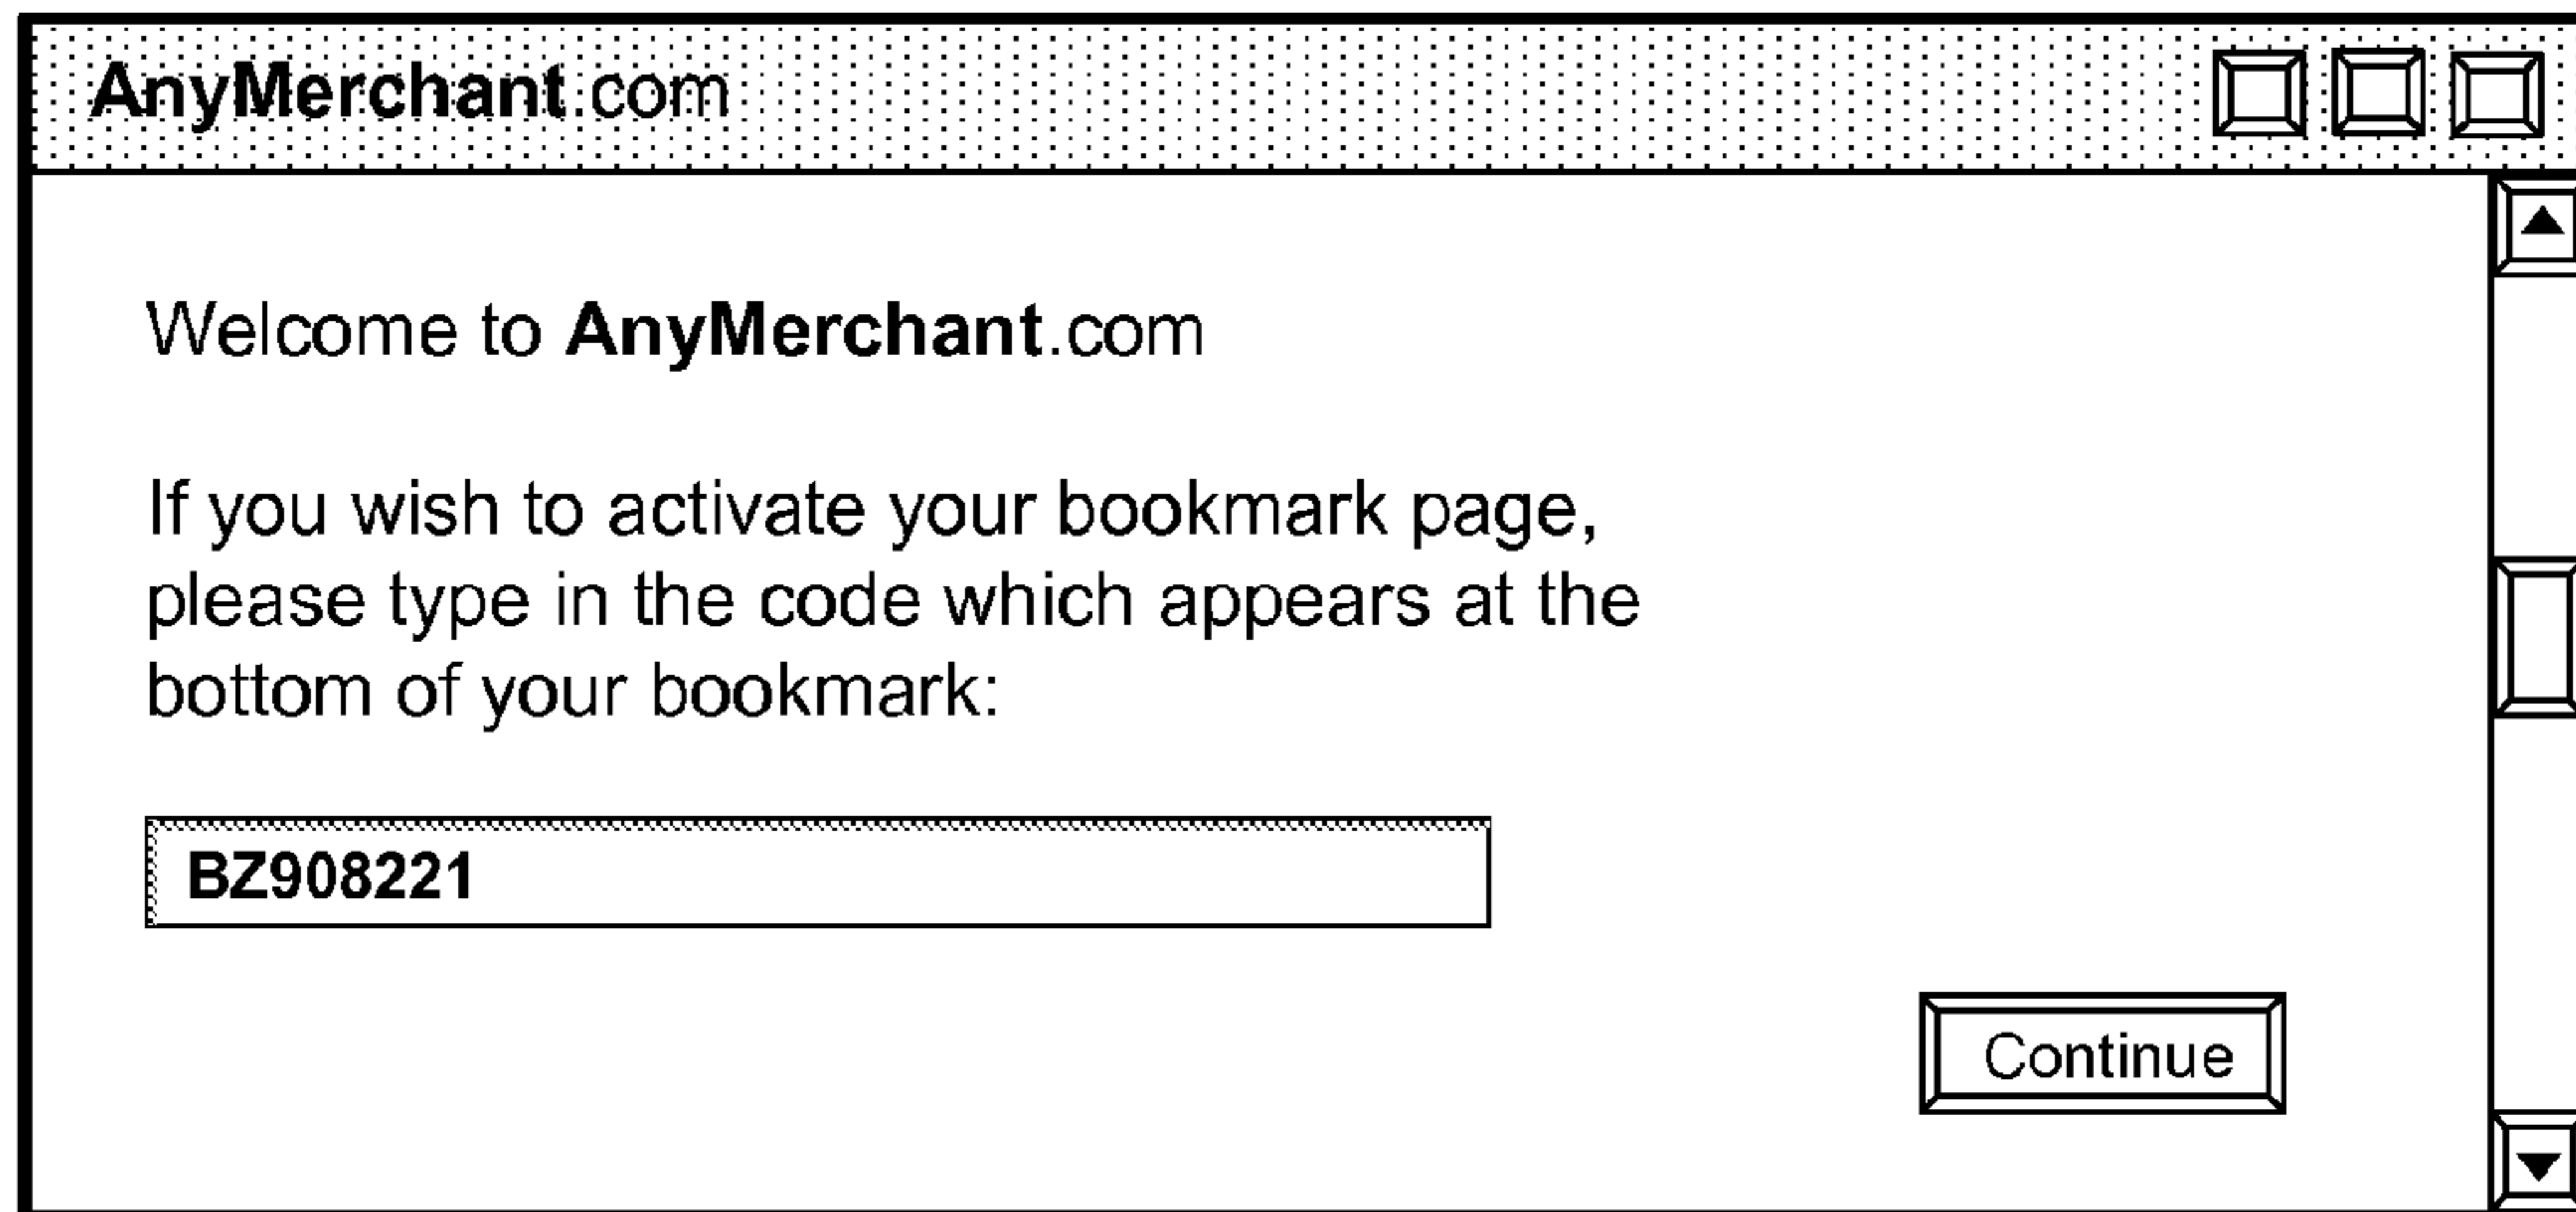 AnyMerchant.com
Welcome to AnyMerchant.com
If you wish to activate your bookmark page,
please type in the code which appears at the
bottom of your bookmark:
BZ908221
Continue